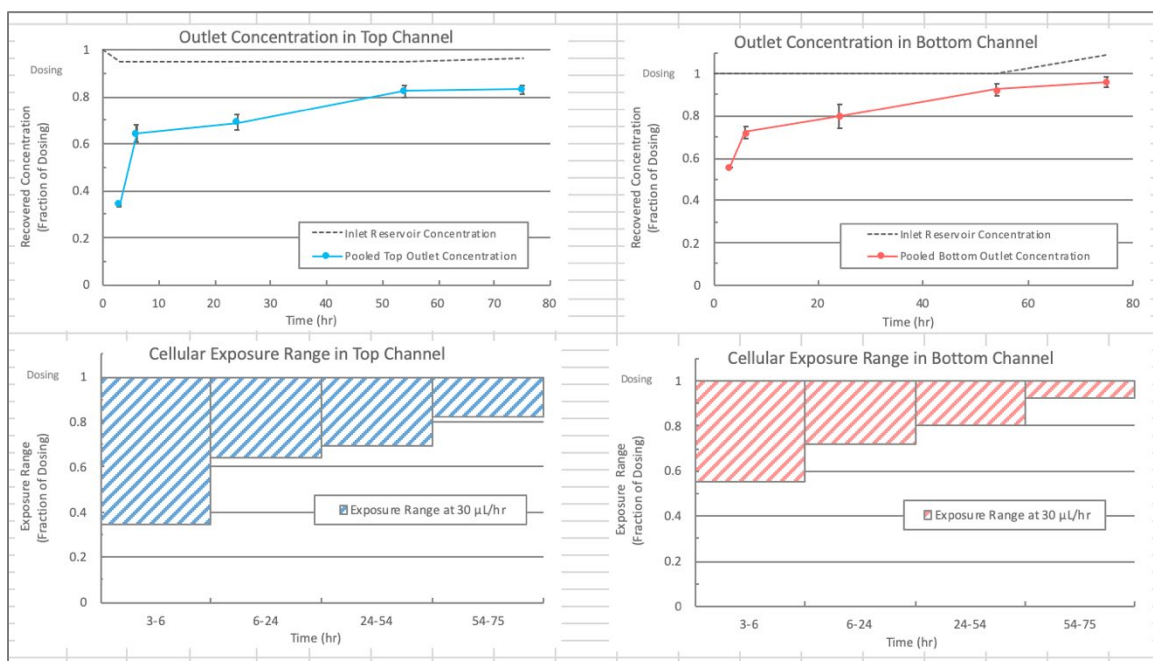 Outlet Concentration in Top Channel
Dosing
Recovered Concentration
(Fraction of Dosing)
1
0.8
0.6
0.4
0.2
0
Inlet Reservoir Concentration
Pooled Top Outlet Concentration
0 10 20 30 40 50 60 70 80
Time (hr)
Outlet Concentration in Bottom Channel
Dosing
Recovered Concentration
(Fraction of Dosing)
1
0.8
0.6
0.4
0.2
0
Inlet Reservoir Concentration
Pooled Bottom Outlet Concentration
0 20 40 60 80
Time (hr)
Cellular Exposure Range in Top Channel
Dosing
Exposure Range
(Fraction of Dosing)
1
0.8
0.6
0.4
0.2
0
Exposure Range at 30 µL/hr
3-6 6-24 24-54 54-75
Time (hr)
Cellular Exposure Range in Bottom Channel
Dosing
Exposure Range
(Fraction of Dosing)
1
0.8
0.6
0.4
0.2
0
Exposure Range at 30 µL/hr
3-6 6-24 24-54 54-75
Time (hr)